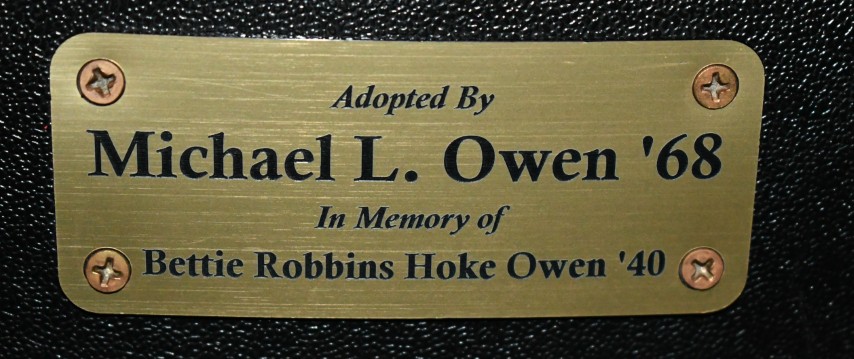 Adopted By
Michael L. Owen '68
In Memory of
Bettie Robbins Hoke Owen '40